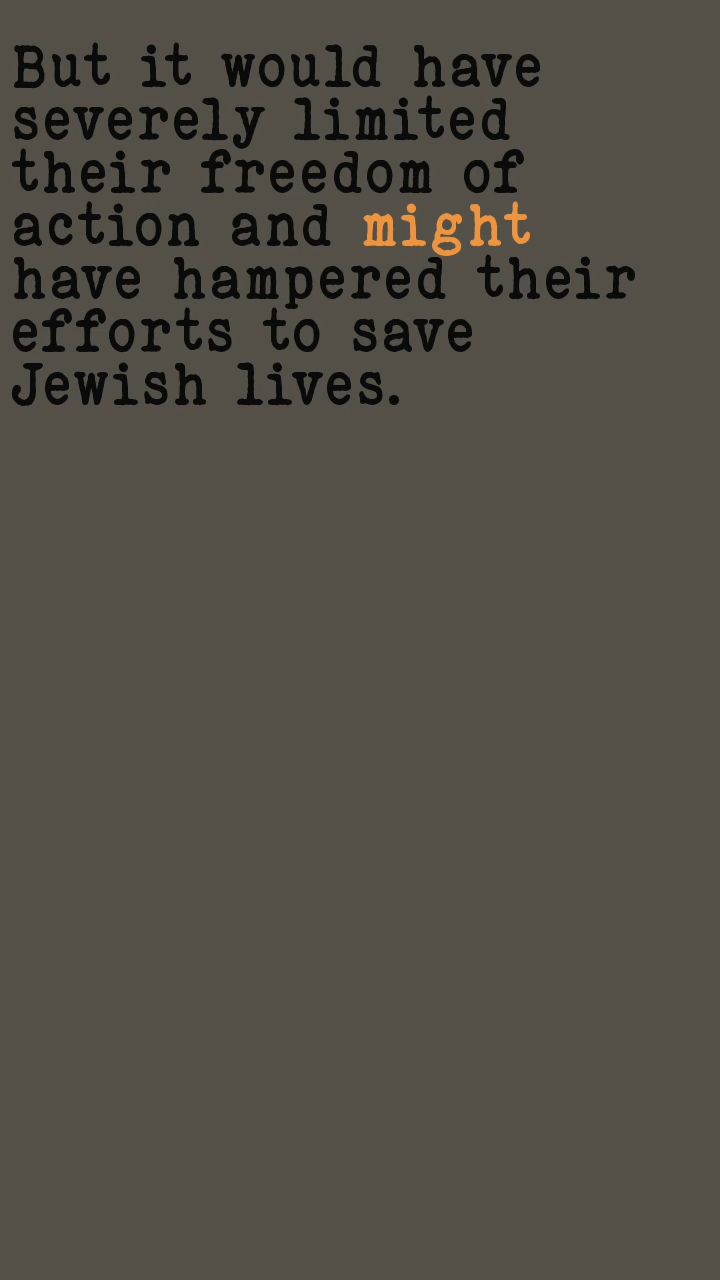 But it would have
severely limited
their freedom of
action and might
have hampered their
efforts to save
Jewish lives.